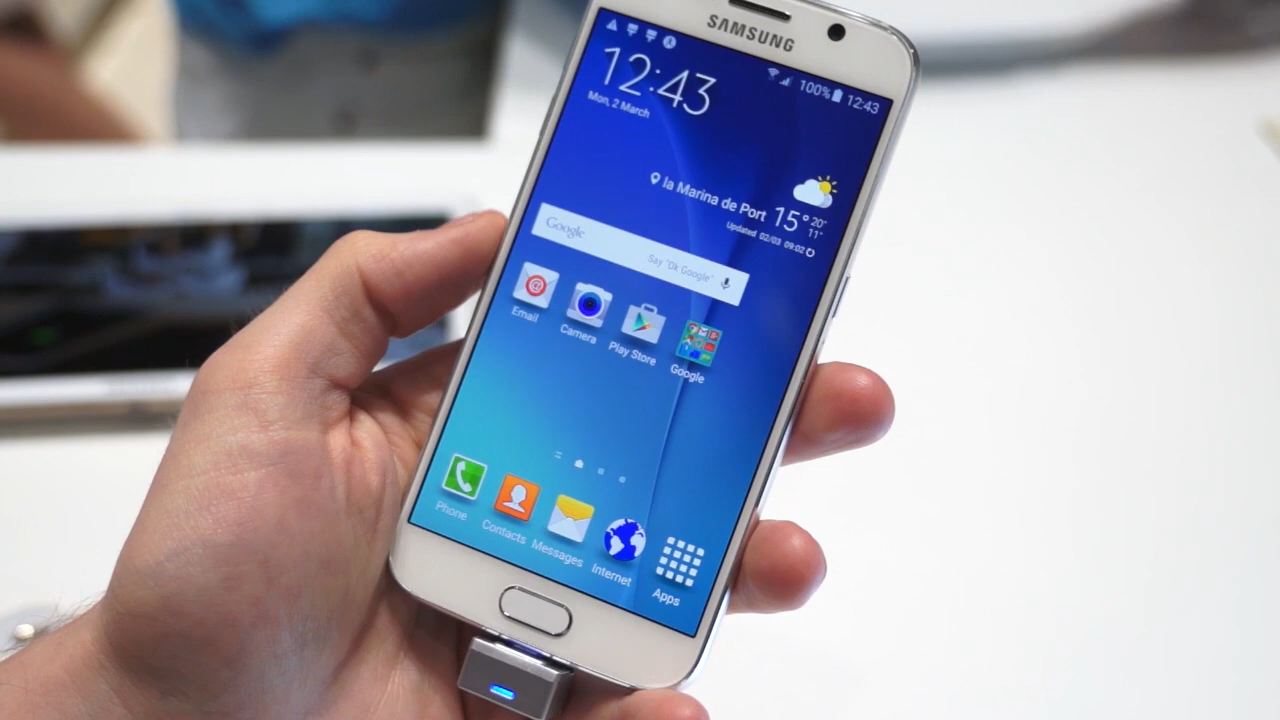 SAMSUNG
100% 12:43
12:43
Mon, 2 March
la Marina de Port 15° 20°
11°
Updated 02/03 09:02
Google
Say "Ok Google"
Email Camera Play Store Google
Phone Contacts Messages Internet Apps